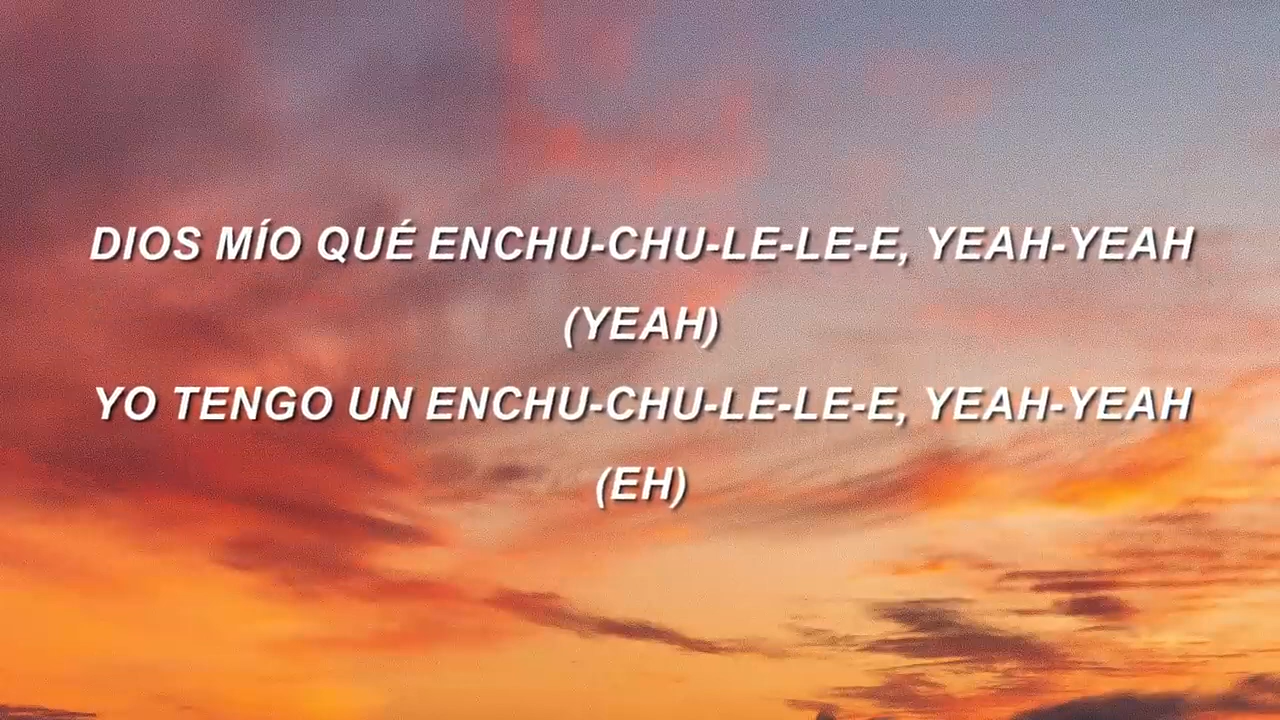 DIOS MÍO QUÉ ENCHU-CHU-LE-LE-E, YEAH-YEAH
(YEAH)
YO TENGO UN ENCHU-CHU-LE-LE-E, YEAH-YEAH
(EH)